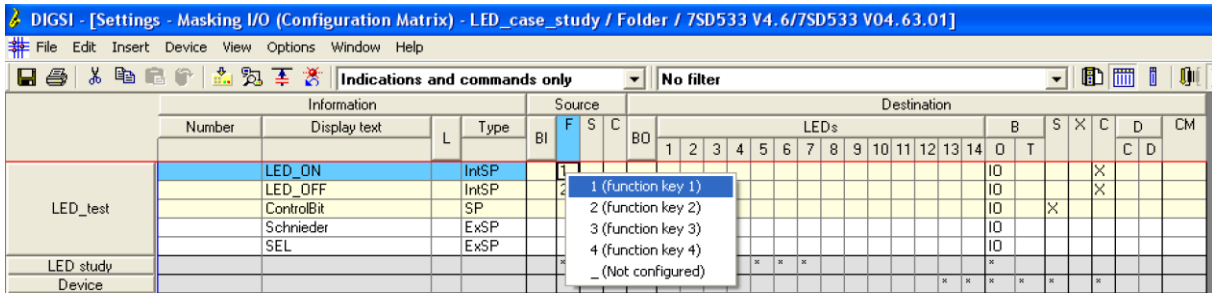 DIGSI - [Settings - Masking I/O (Configuration Matrix) - LED_case_study / Folder / 7SD533 V4.6/7SD533 V04.63.01]
File Edit Insert Device View Options Window Help
Indications and commands only No filter
Information Source Destination
Number Display text L Type BI F S C BO LEDs B S X C D CM
1 2 3 4 5 6 7 8 9 10 11 12 13 14 O T C D
LED_ON IntSP 1 IO X
LED_OFF IntSP 2 IO X
LED_test ControlBit SP IO X
Schnieder ExSP IO
SEL ExSP IO
LED study * * * * *
Device * * * * * * *
1 (function key 1)
2 (function key 2)
3 (function key 3)
4 (function key 4)
_ (Not configured)